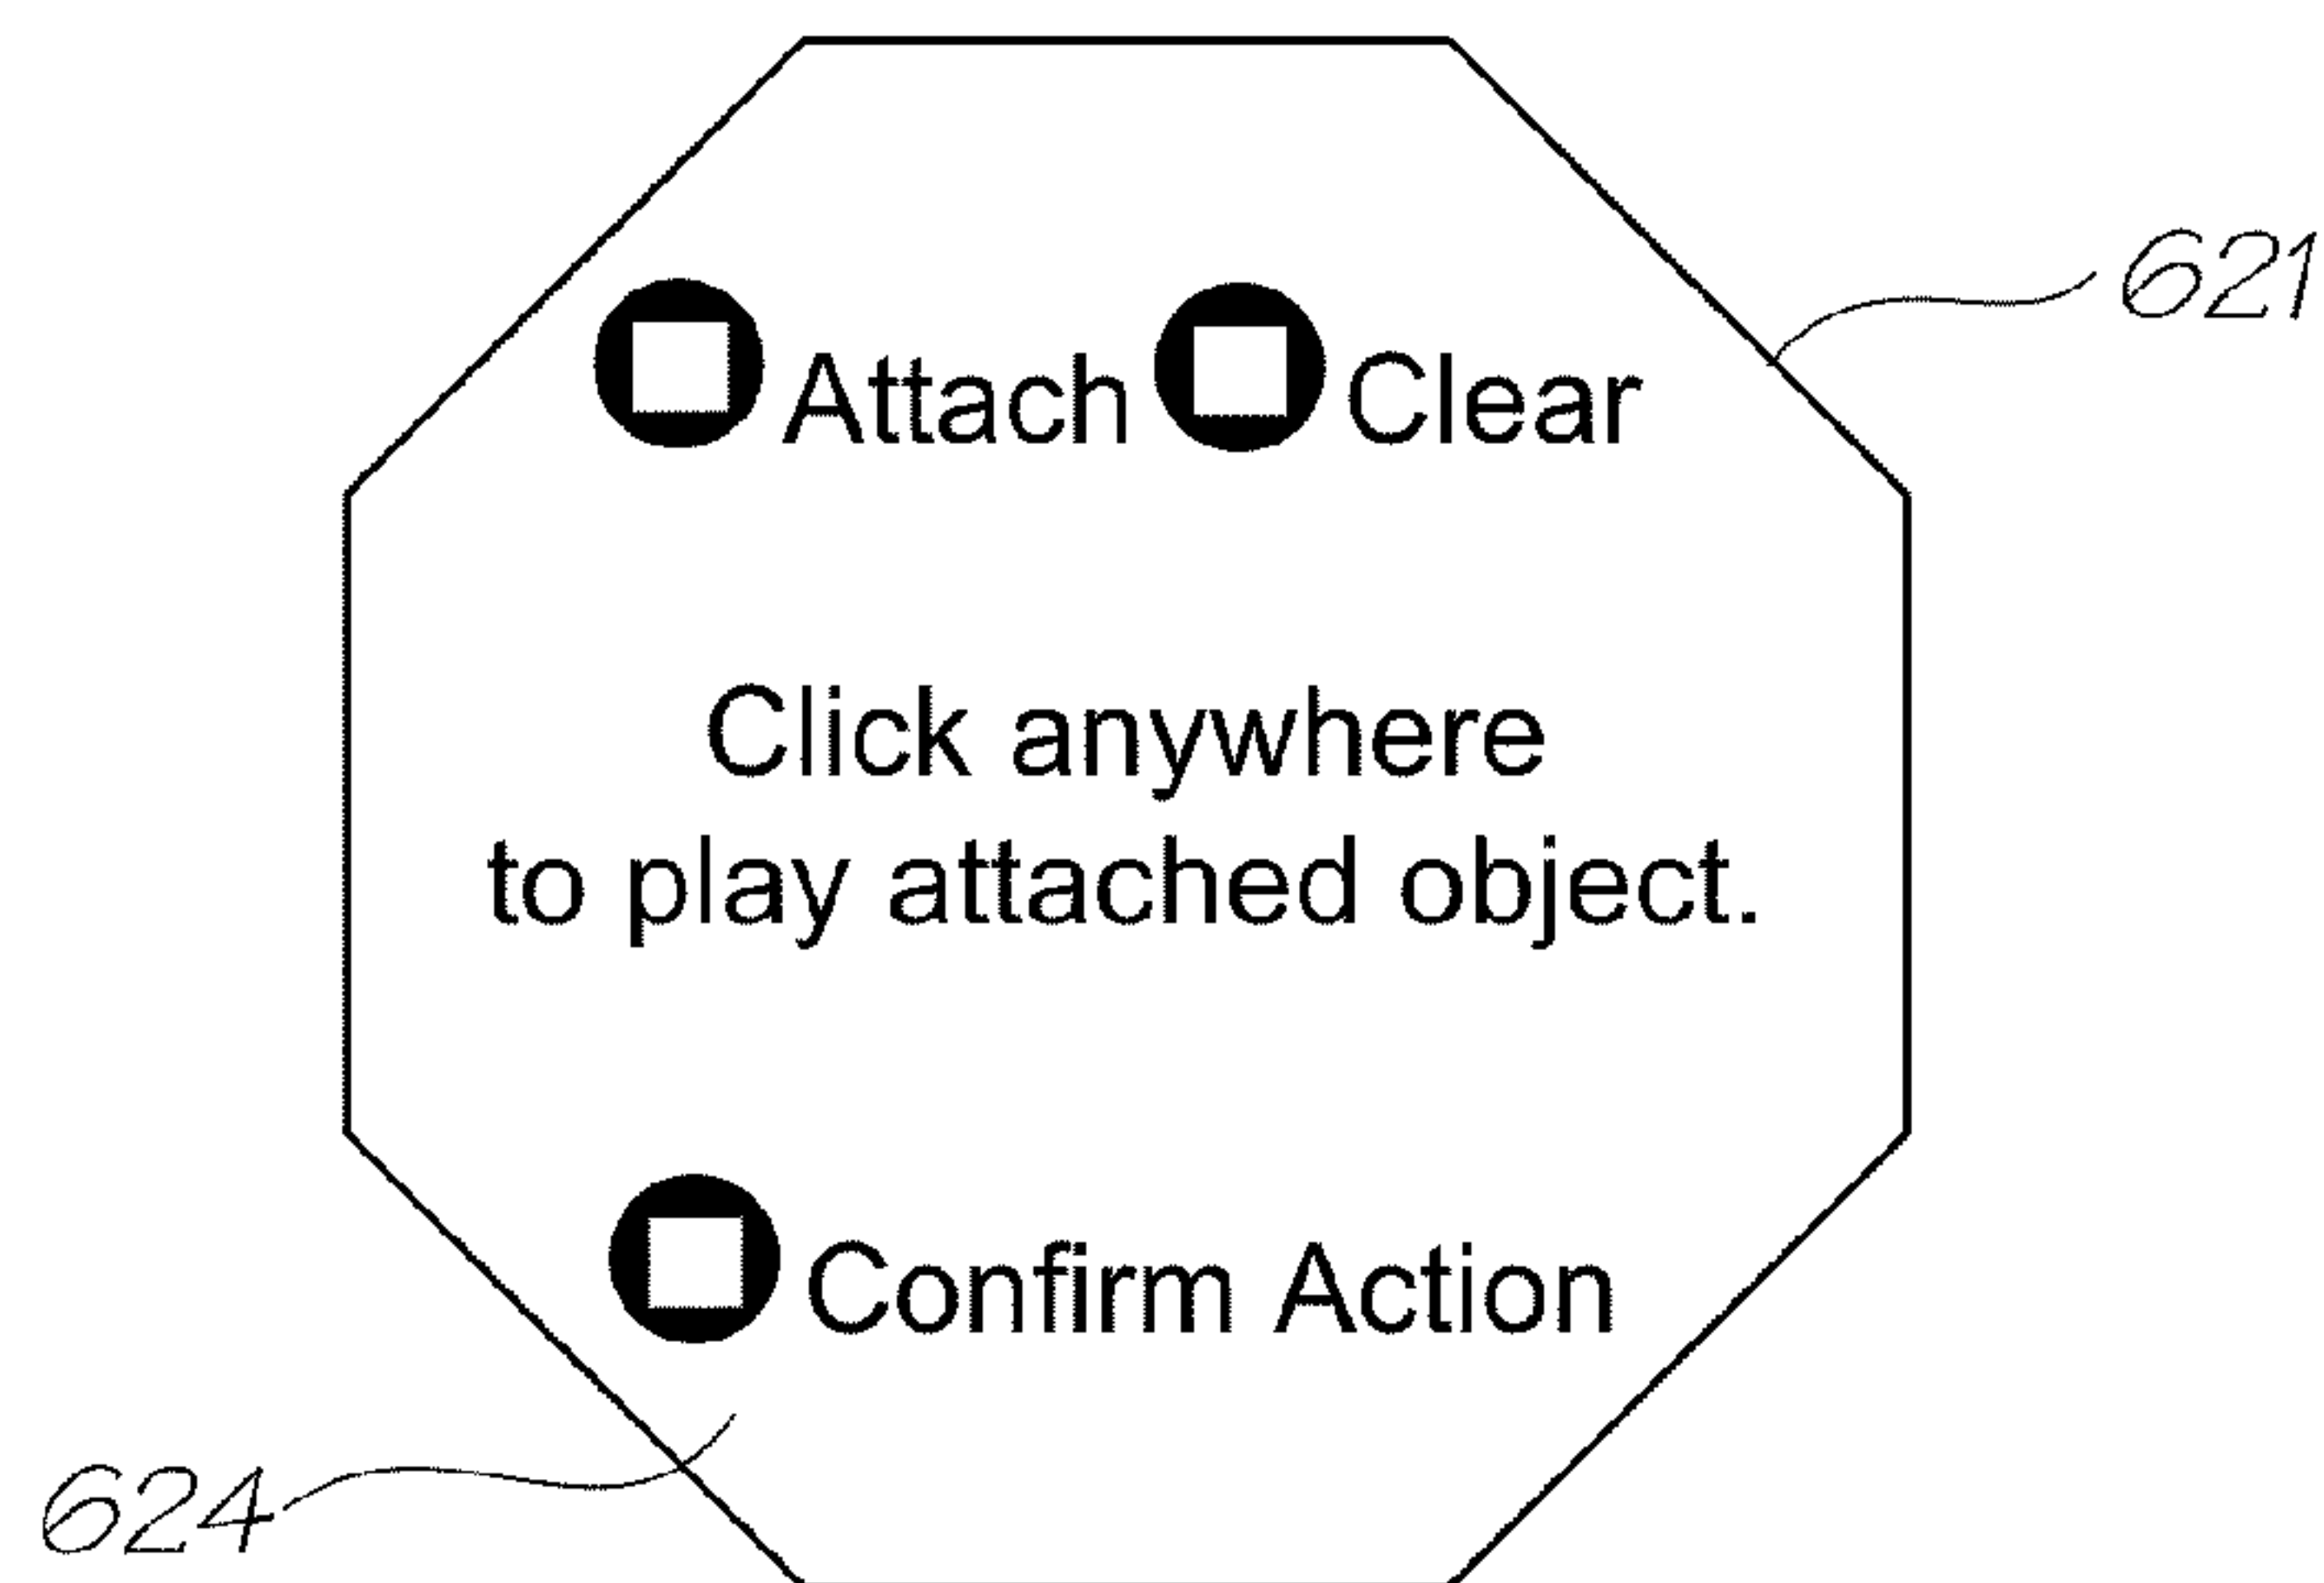 621
Attach Clear
Click anywhere
to play attached object.
Confirm Action
624